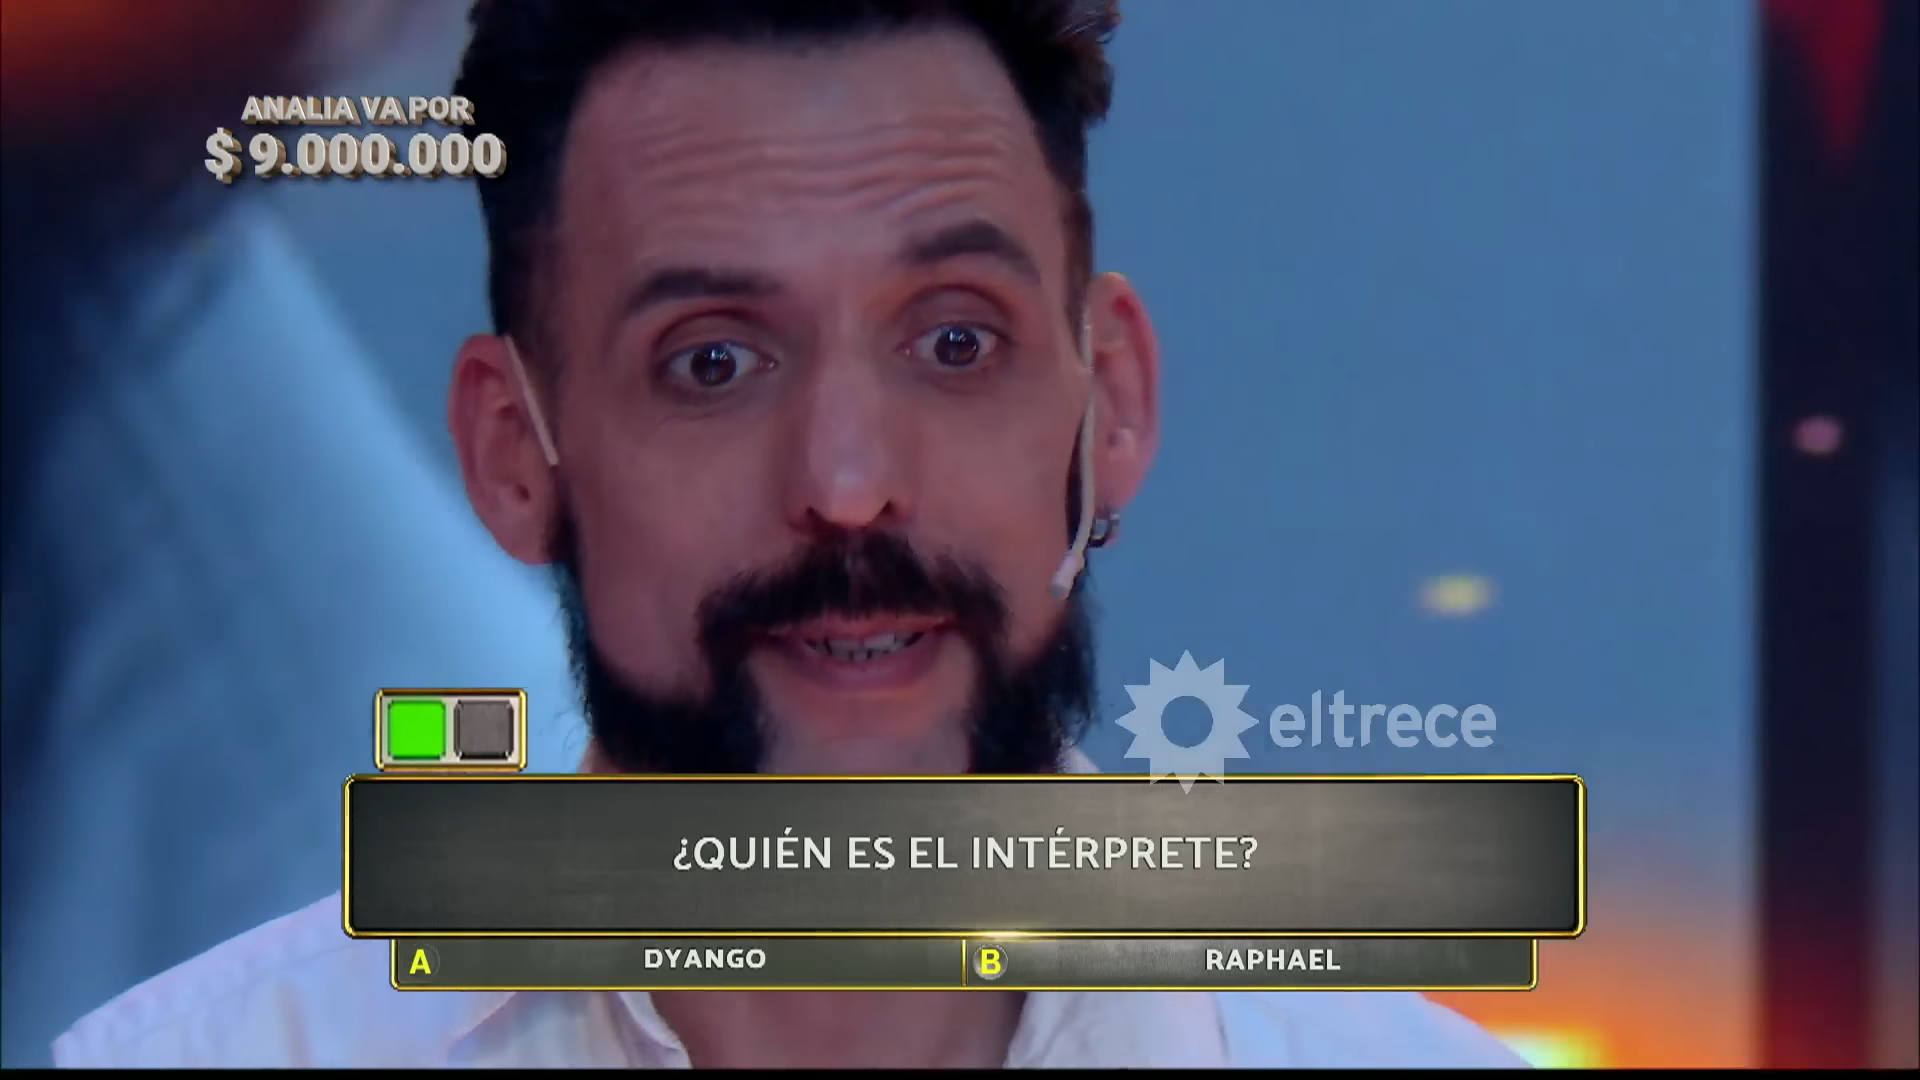 ANALIA VA POR
$ 9.000.000
eltrece
¿QUIÉN ES EL INTÉRPRETE?
A DYANGO
B RAPHAEL